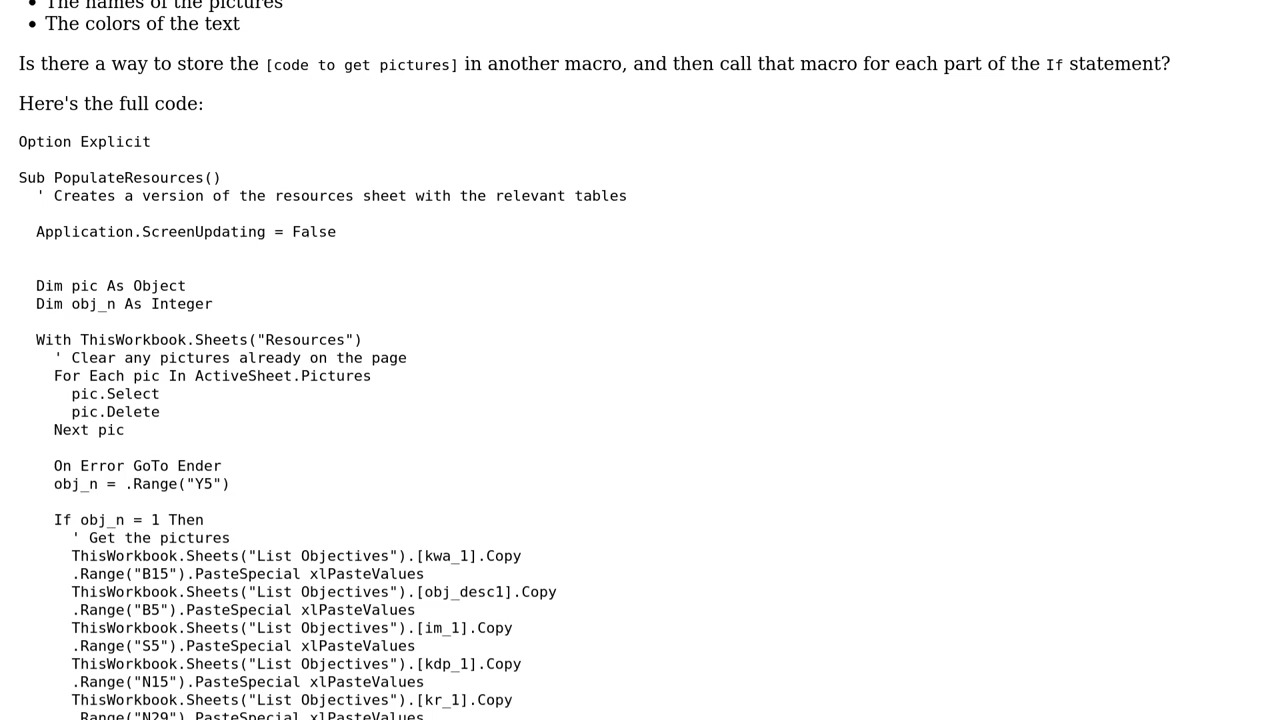 • The names of the pictures
• The colors of the text
Is there a way to store the [code to get pictures] in another macro, and then call that macro for each part of the If statement?
Here's the full code:
Option Explicit
Sub PopulateResources()
' Creates a version of the resources sheet with the relevant tables
Application.ScreenUpdating = False
Dim pic As Object
Dim obj_n As Integer
With ThisWorkbook.Sheets("Resources")
' Clear any pictures already on the page
For Each pic In ActiveSheet.Pictures
pic.Select
pic.Delete
Next pic
On Error GoTo Ender
obj_n = .Range("Y5")
If obj_n = 1 Then
' Get the pictures
ThisWorkbook.Sheets("List Objectives").[kwa_1].Copy
.Range("B15").PasteSpecial xlPasteValues
ThisWorkbook.Sheets("List Objectives").[obj_desc1].Copy
.Range("B5").PasteSpecial xlPasteValues
ThisWorkbook.Sheets("List Objectives").[im_1].Copy
.Range("S5").PasteSpecial xlPasteValues
ThisWorkbook.Sheets("List Objectives").[kdp_1].Copy
.Range("N15").PasteSpecial xlPasteValues
ThisWorkbook.Sheets("List Objectives").[kr_1].Copy
.Range("N29").PasteSpecial xlPasteValues